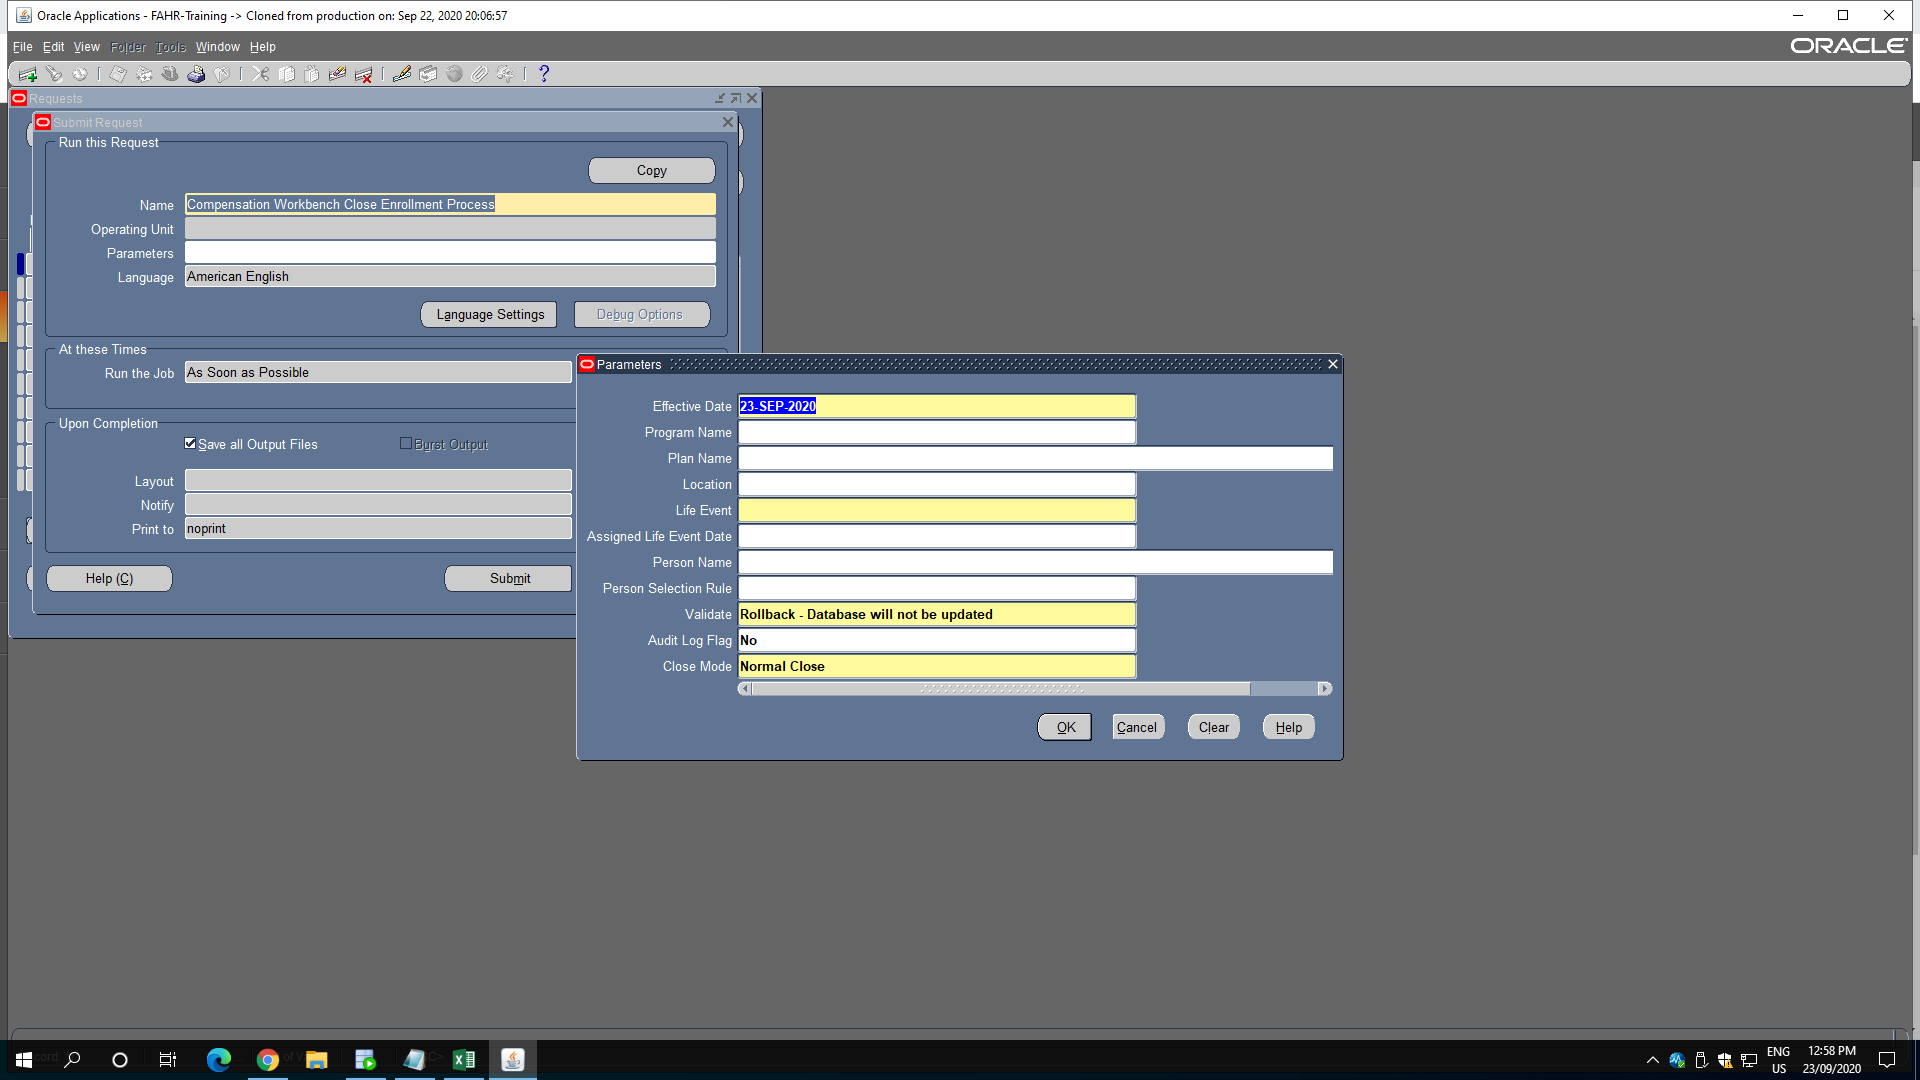 Oracle Applications - FAHR-Training -> Cloned from production on: Sep 22, 2020 20:06:57
File Edit View Folder Tools Window Help
ORACLE
Requests
Submit Request
Run this Request
Copy
Name Compensation Workbench Close Enrollment Process
Operating Unit
Parameters
Language American English
Language Settings Debug Options
At these Times
Run the Job As Soon as Possible
Upon Completion
Save all Output Files Burst Output
Layout
Notify
Print to noprint
Help (C) Submit
Parameters
Effective Date 23-SEP-2020
Program Name
Plan Name
Location
Life Event
Assigned Life Event Date
Person Name
Person Selection Rule
Validate Rollback - Database will not be updated
Audit Log Flag No
Close Mode Normal Close
OK Cancel Clear Help
ENG
US
12:58 PM
23/09/2020